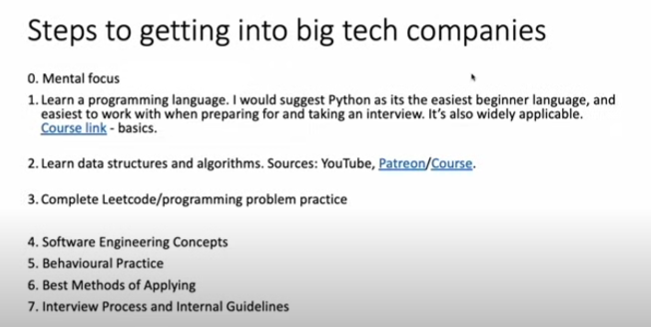 Steps to getting into big tech companies
0. Mental focus
1. Learn a programming language. I would suggest Python as its the easiest beginner language, and
easiest to work with when preparing for and taking an interview. It's also widely applicable.
Course link - basics.
2. Learn data structures and algorithms. Sources: YouTube, Patreon/Course.
3. Complete Leetcode/programming problem practice
4. Software Engineering Concepts
5. Behavioural Practice
6. Best Methods of Applying
7. Interview Process and Internal Guidelines